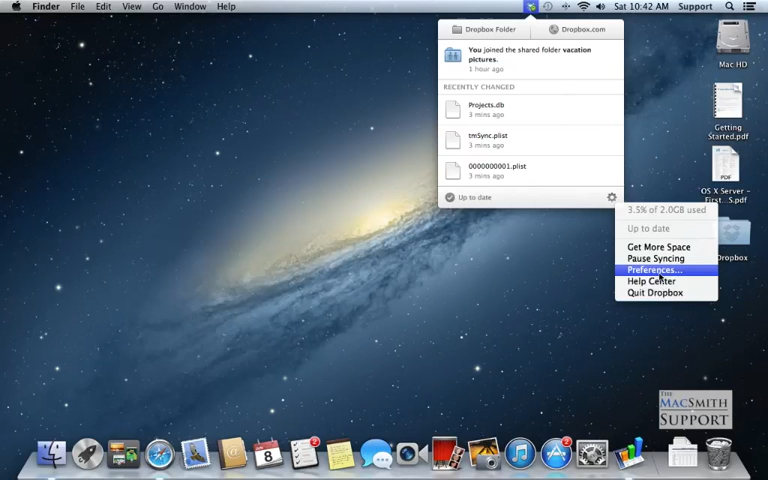 Finder File Edit View Go Window Help
Sat 10:42 AM Support
Dropbox Folder Dropbox.com
You joined the shared folder vacation
pictures.
1 hour ago
RECENTLY CHANGED
Projects.db
3 mins ago
tmSync.plist
3 mins ago
0000000001.plist
3 mins ago
Up to date
3.5% of 2.0GB used
Up to date
Get More Space
Pause Syncing
Preferences...
Help Center
Quit Dropbox
Mac HD
Getting
Started.pdf
PDF
OS X Server –
First...S.pdf
Dropbox
THE
MACSMITH
SUPPORT
8
2
2